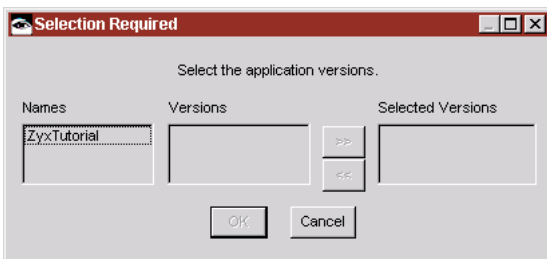 Selection Required
Select the application versions.
Names Versions Selected Versions
ZyxTutorial
>>
<<
OK Cancel